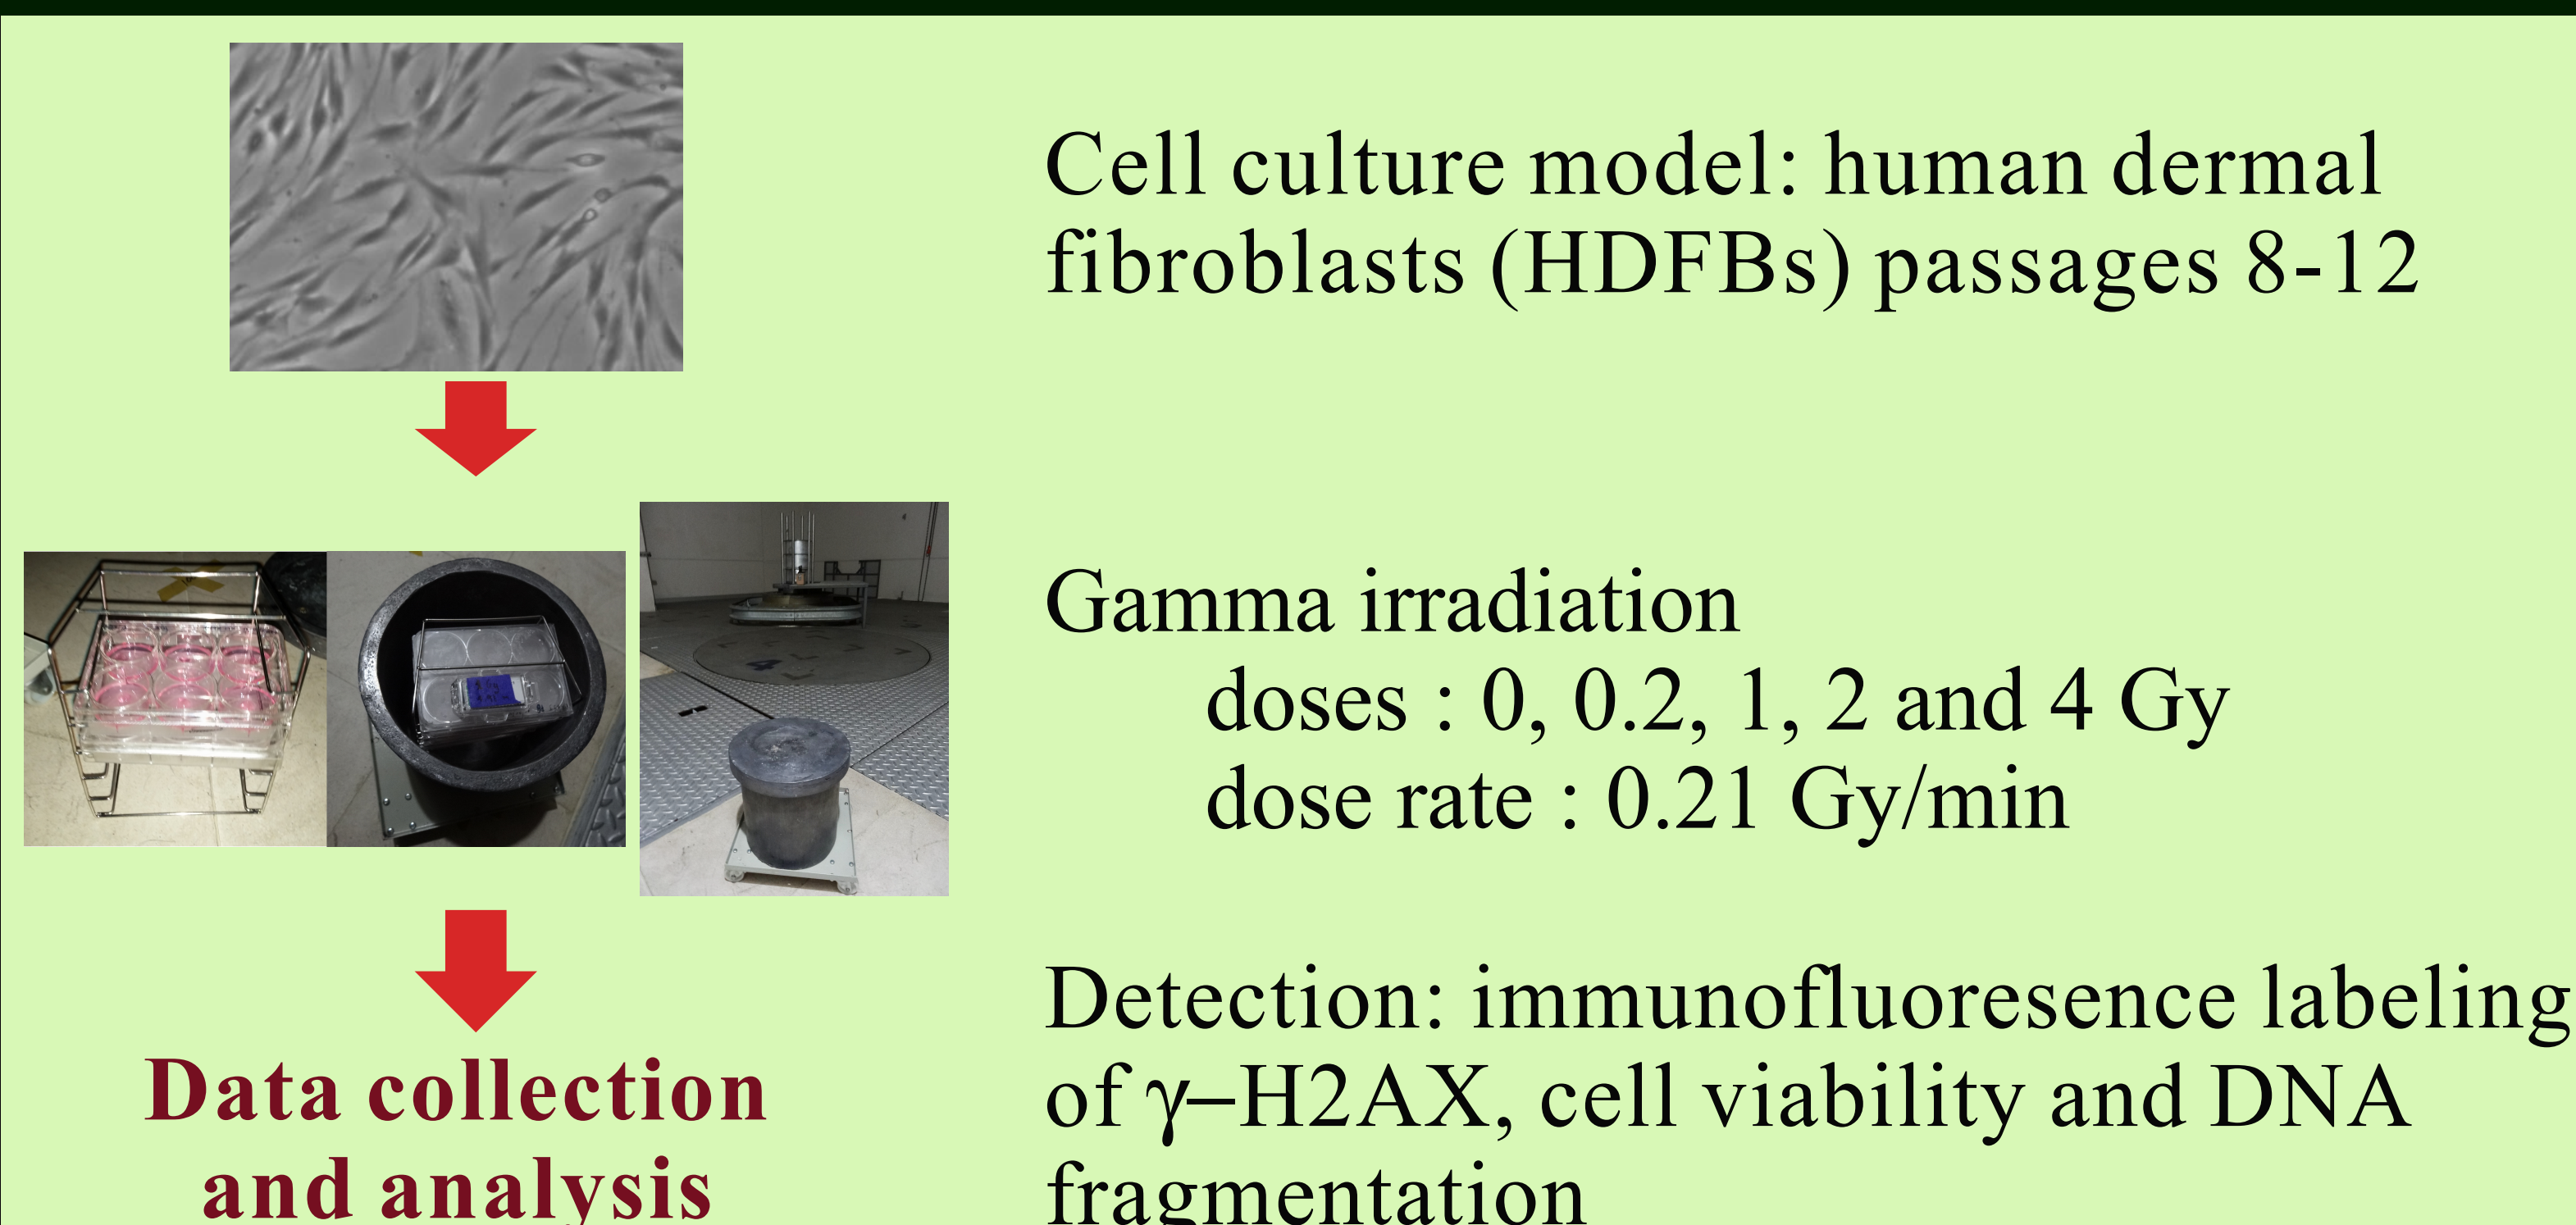 Cell culture model: human dermal
fibroblasts (HDFBs) passages 8-12
Gamma irradiation
doses : 0, 0.2, 1, 2 and 4 Gy
dose rate : 0.21 Gy/min
Data collection
and analysis
Detection: immunofluoresence labeling
of γ–H2AX, cell viability and DNA
fragmentation